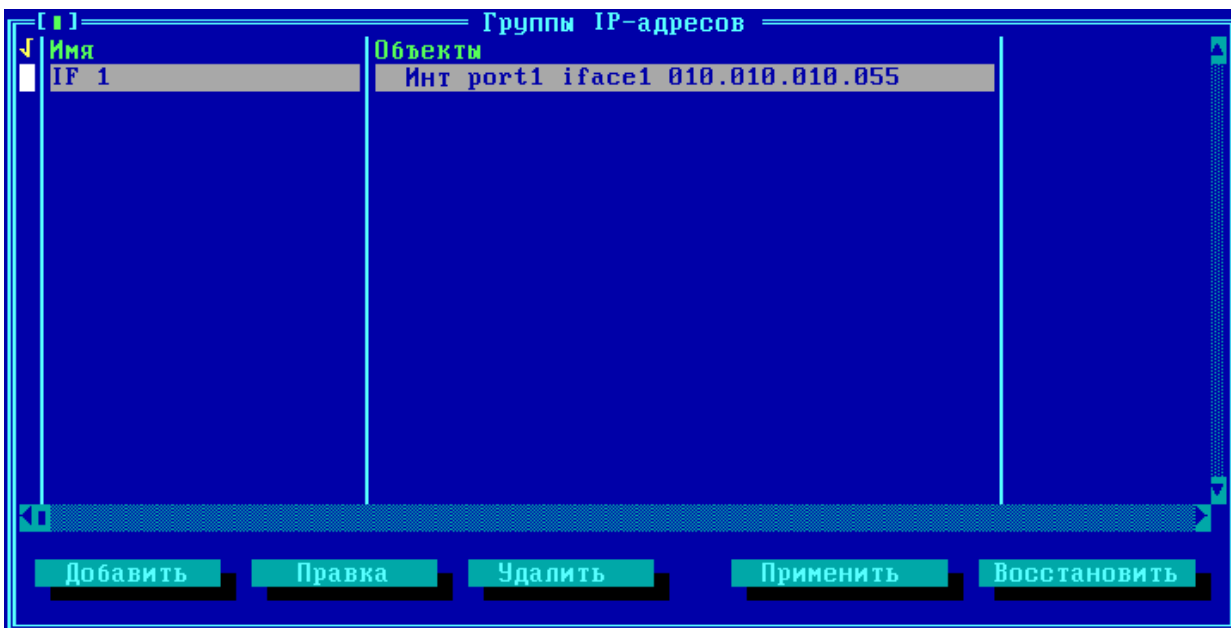 Группы IP-адресов
√ Имя Объекты
IF 1 Инт port1 iface1 010.010.010.055
Добавить Правка Удалить Применить Восстановить